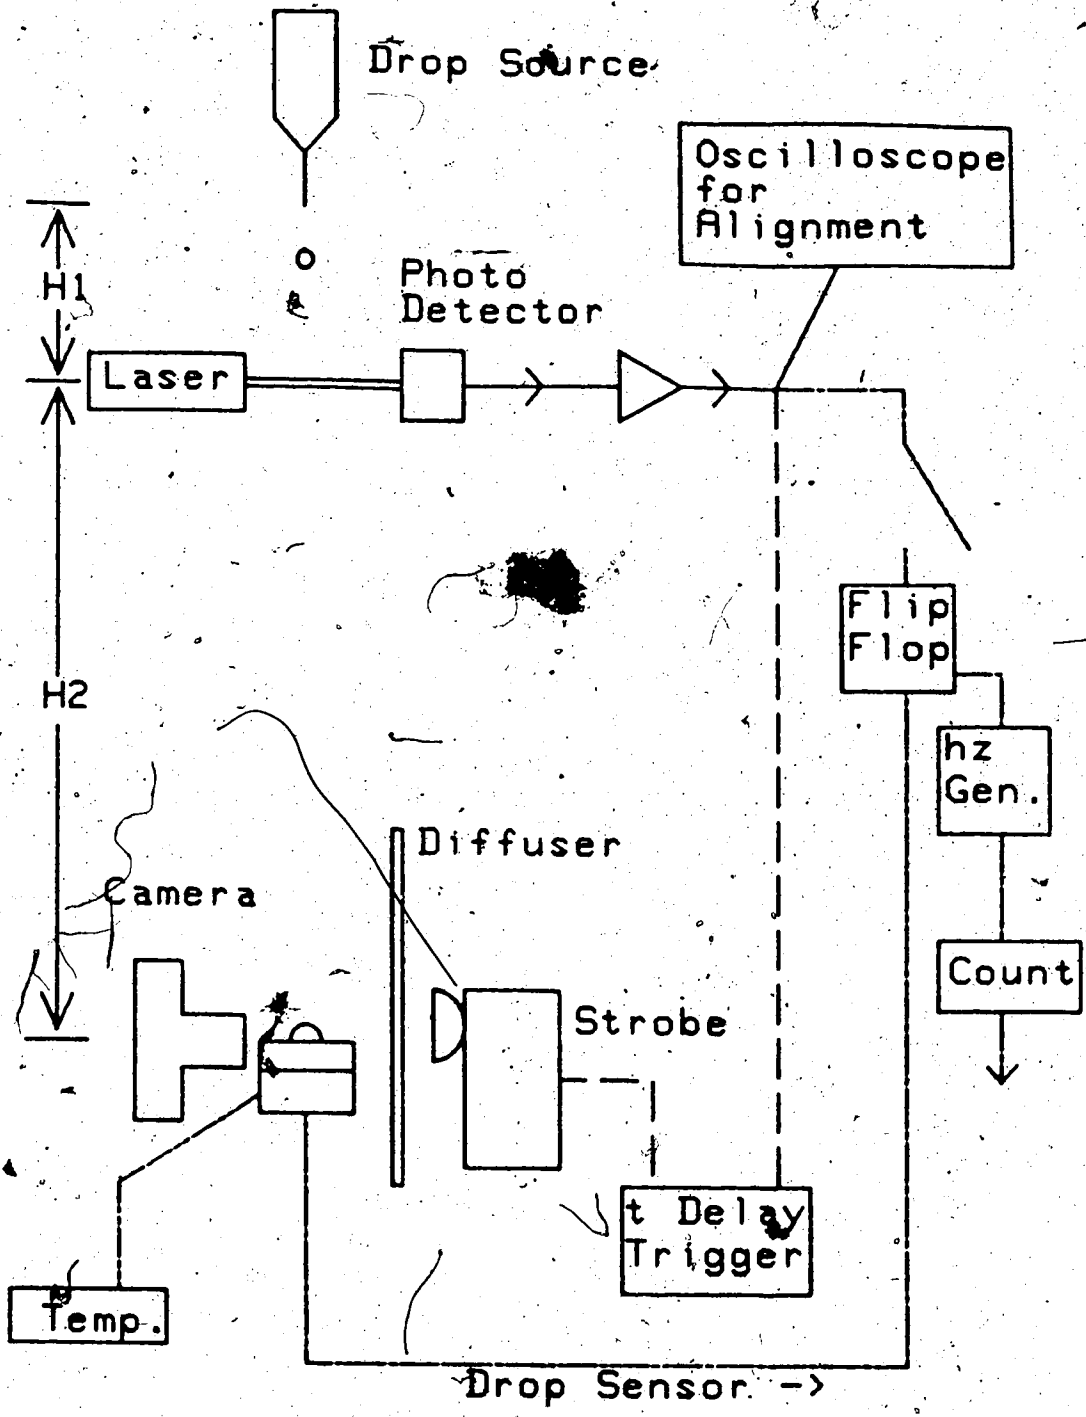 Drop Source
Oscilloscope
for
Alignment
H1
Photo
Detector
Laser
Flip
Flop
H2
hz
Gen.
Diffuser
Camera
Count
Strobe
t Delay
Trigger
Temp.
Drop Sensor ->